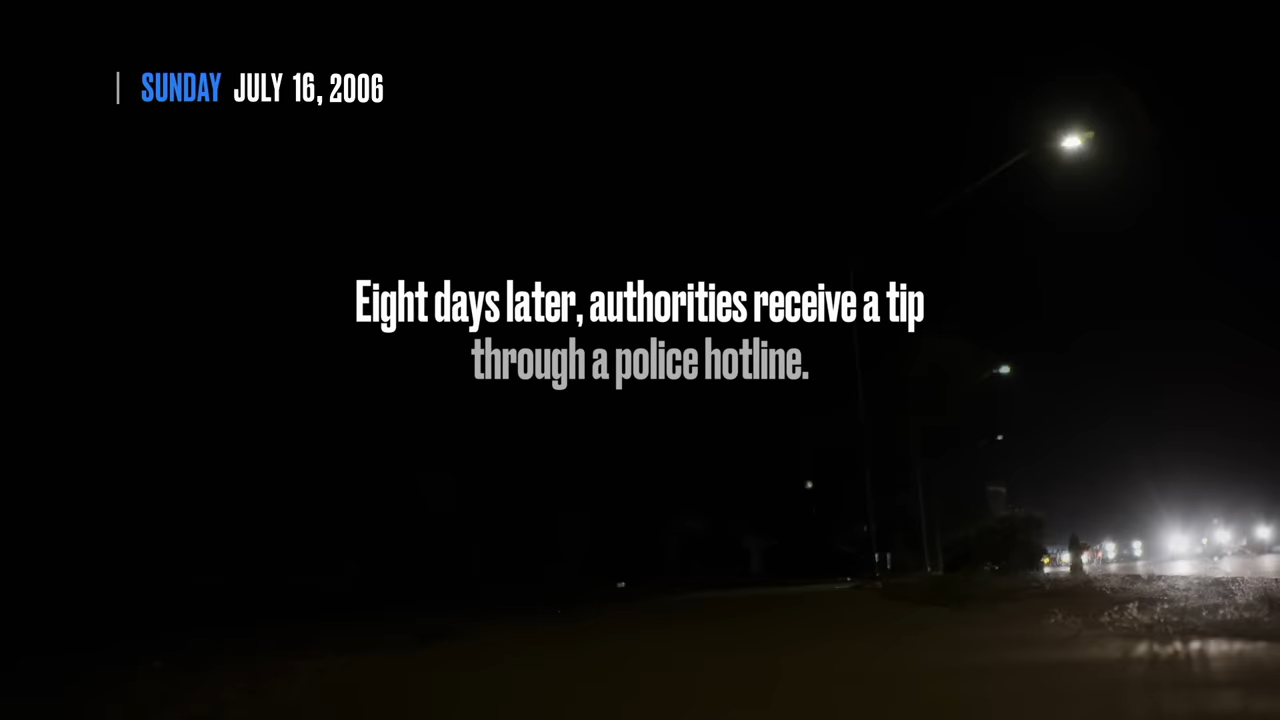 SUNDAY JULY 16, 2006
Eight days later, authorities receive a tip
through a police hotline.